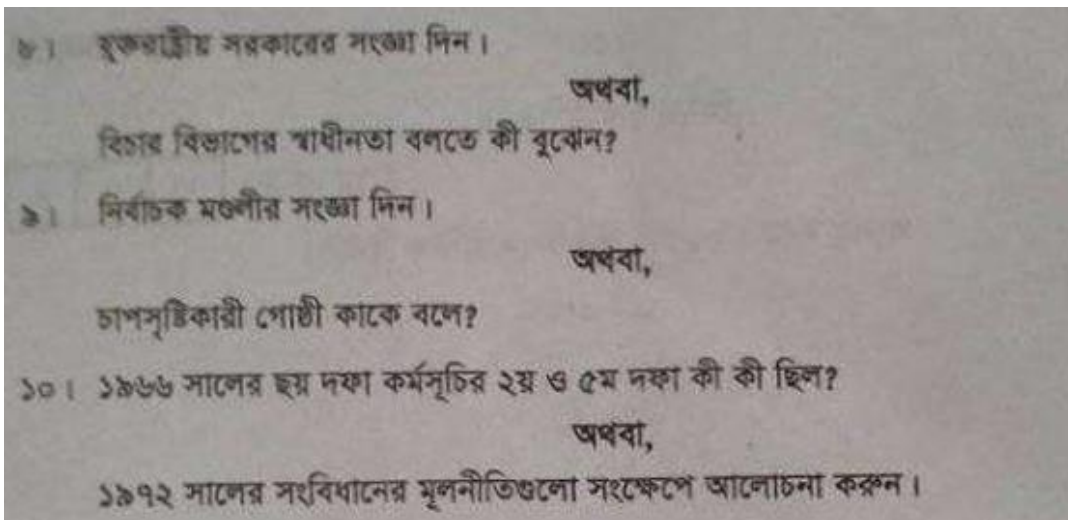 ৮। যুক্তরাষ্ট্রীয় সরকারের সংজ্ঞা দিন।
অথবা,
বিচার বিভাগের স্বাধীনতা বলতে কী বুঝেন?
৯। নির্বাচক মণ্ডলীর সংজ্ঞা দিন।
অথবা,
চাপসৃষ্টিকারী গোষ্ঠী কাকে বলে?
১০। ১৯৬৬ সালের ছয় দফা কর্মসূচির ২য় ও ৫ম দফা কী কী ছিল?
অথবা,
১৯৭২ সালের সংবিধানের মূলনীতিগুলো সংক্ষেপে আলোচনা করুন।